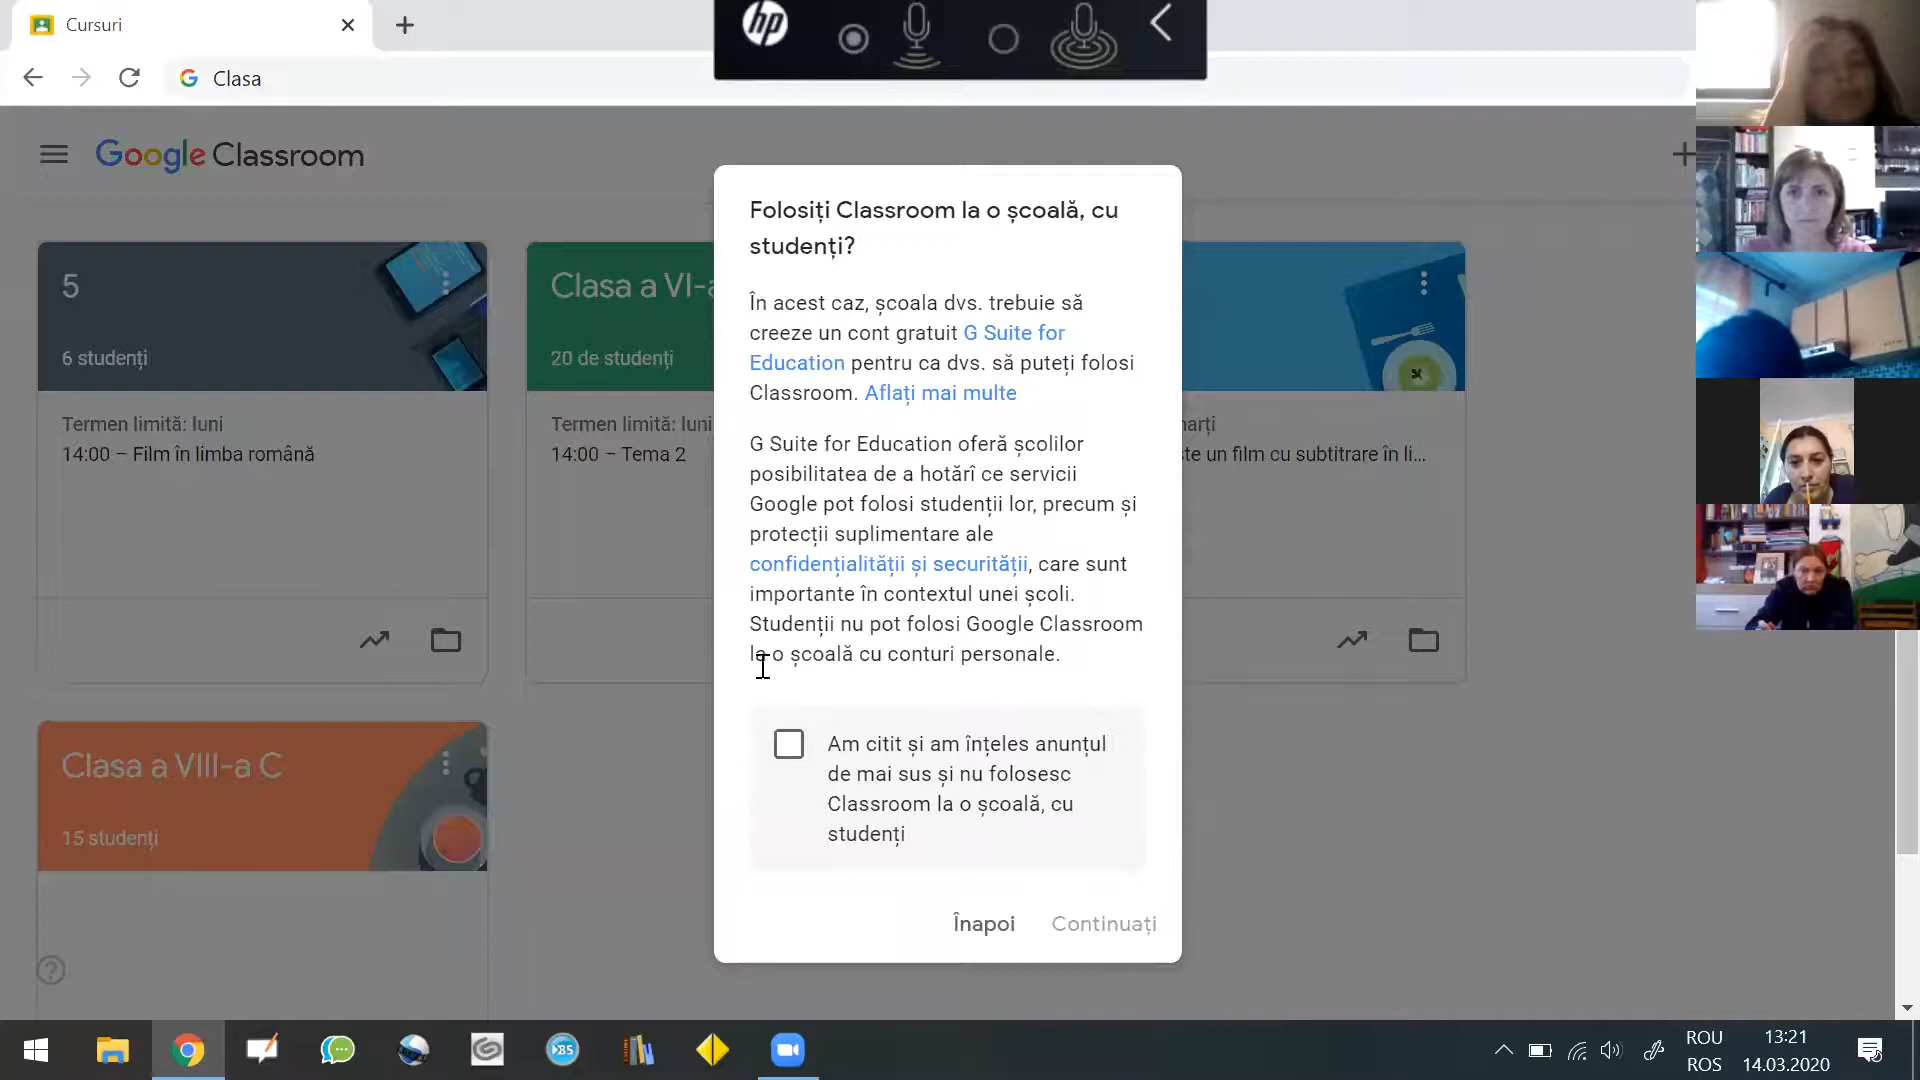 Cursuri
hp
Clasa
Google Classroom
Folosiți Classroom la o școală, cu
studenți?
În acest caz, școala dvs. trebuie să
creeze un cont gratuit G Suite for
Education pentru ca dvs. să puteți folosi
Classroom. Aflați mai multe
G Suite for Education oferă școlilor
posibilitatea de a hotărî ce servicii
Google pot folosi studenții lor, precum și
protecții suplimentare ale
confidențialității și securității, care sunt
importante în contextul unei școli.
Studenții nu pot folosi Google Classroom
la o școală cu conturi personale.
Am citit și am înțeles anunțul
de mai sus și nu folosesc
Classroom la o școală, cu
studenți
Înapoi Continuați
5
6 studenți
Termen limită: luni
14:00 – Film în limba română
Clasa a VI-a
20 de studenți
Termen limită: luni
14:00 – Tema 2
un film cu subtitrare în li...
Clasa a VIII-a C
15 studenți
BS
ROU
ROS
13:21
14.03.2020